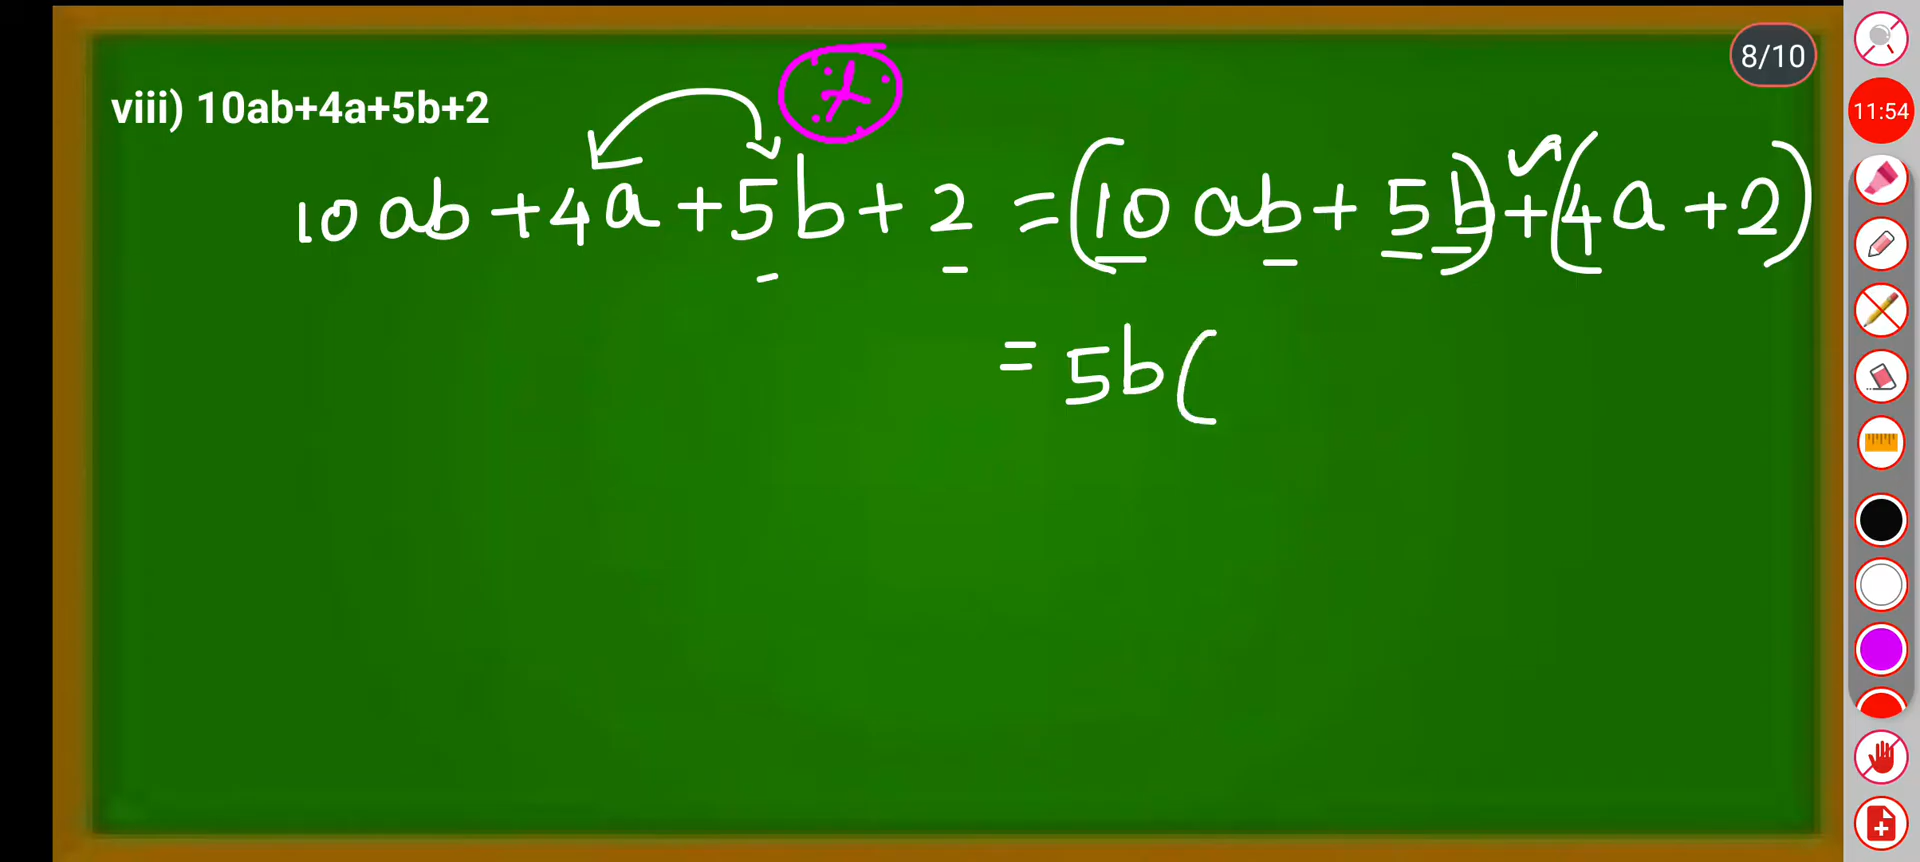 8/10
viii) 10ab+4a+5b+2
11:54
10ab+4a+5b+2 =(10ab+5b)+(4a+2)
=5b(